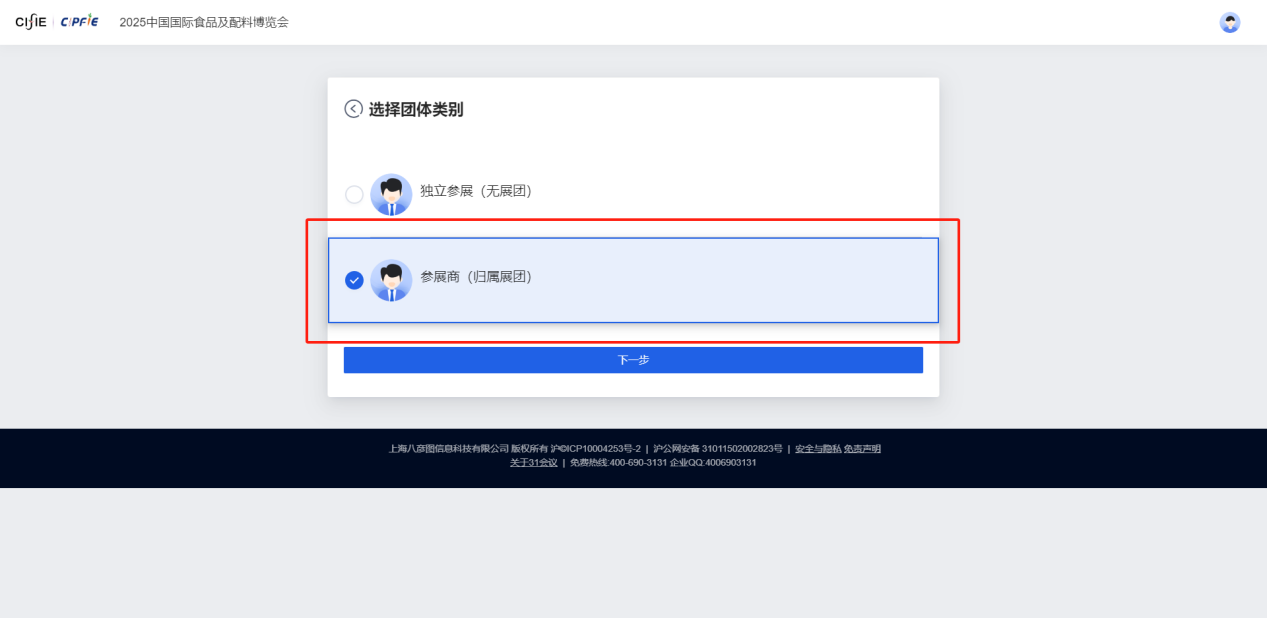 CIFIE | CIPFIE 2025中国国际食品及配料博览会
选择团体类别
独立参展（无展团）
参展商（归属展团）
下一步
上海八彦图信息科技有限公司 版权所有 沪©ICP10004253号-2 | 沪公网安备 31011502002823号 | 安全与隐私 免责声明
关于31会议 | 免费热线:400-690-3131 企业QQ:4006903131